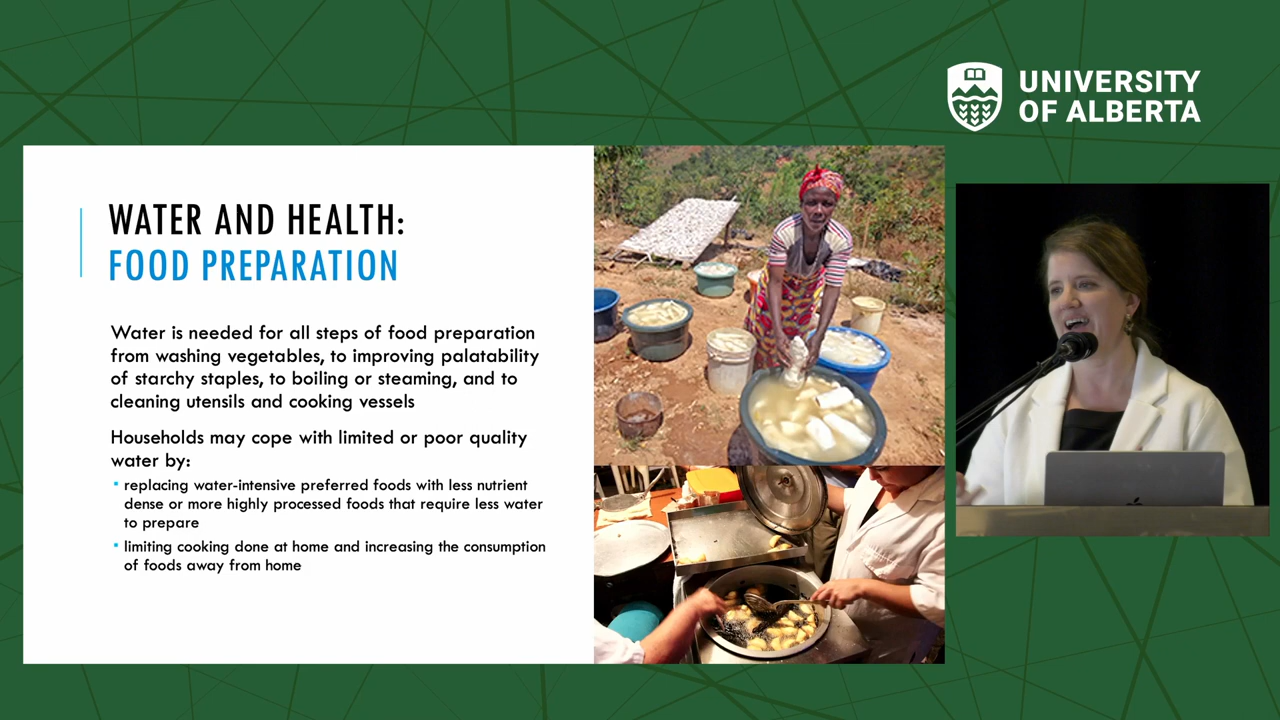 UNIVERSITY
OF ALBERTA
WATER AND HEALTH:
FOOD PREPARATION
Water is needed for all steps of food preparation
from washing vegetables, to improving palatability
of starchy staples, to boiling or steaming, and to
cleaning utensils and cooking vessels
Households may cope with limited or poor quality
water by:
▪ replacing water-intensive preferred foods with less nutrient
dense or more highly processed foods that require less water
to prepare
▪ limiting cooking done at home and increasing the consumption
of foods away from home